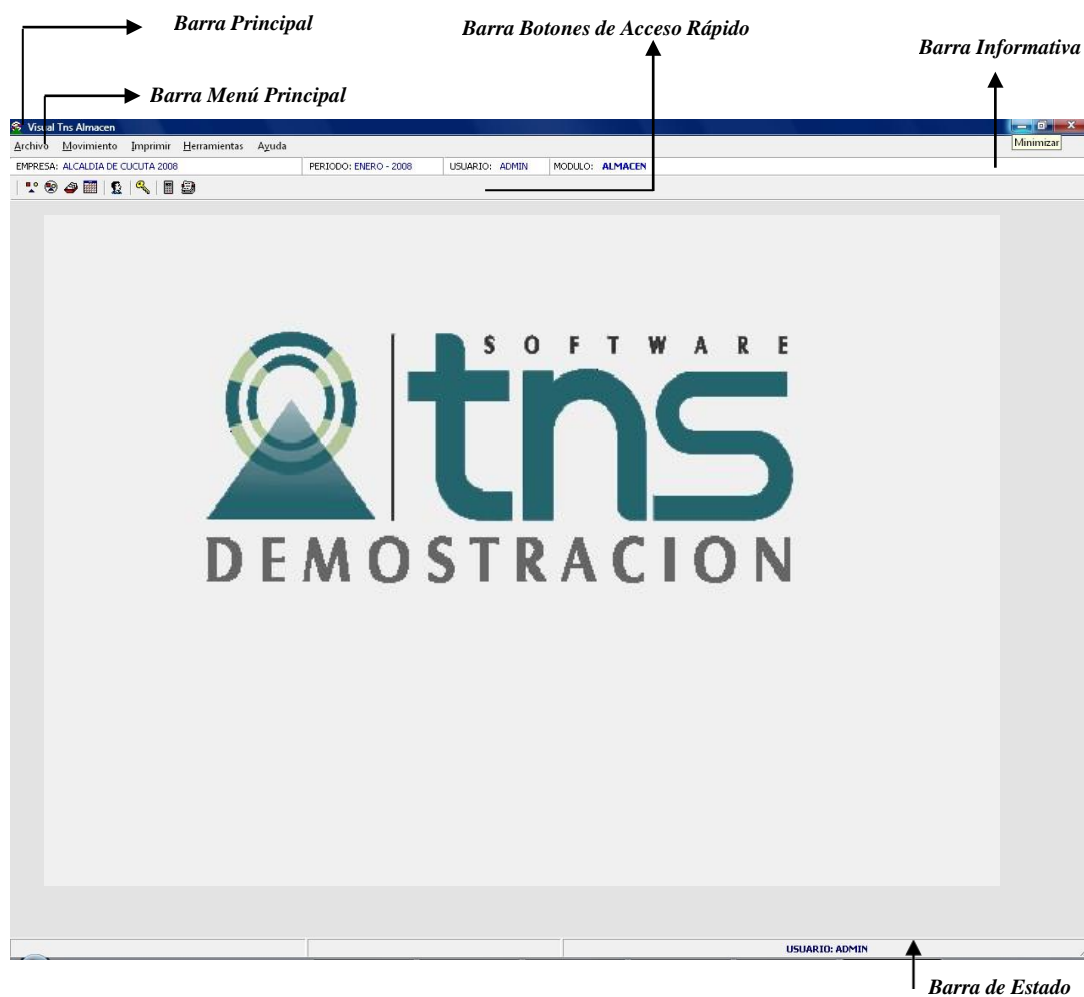 Barra Principal
Barra Botones de Acceso Rápido
Barra Informativa
Barra Menú Principal
Visual Tns Almacen
Archivo Movimiento Imprimir Herramientas Ayuda
Minimizar
EMPRESA: ALCALDIA DE CUCUTA 2008 PERIODO: ENERO - 2008 USUARIO: ADMIN MODULO: ALMACEN
SOFTWARE
tns
DEMOSTRACION
USUARIO: ADMIN
Barra de Estado